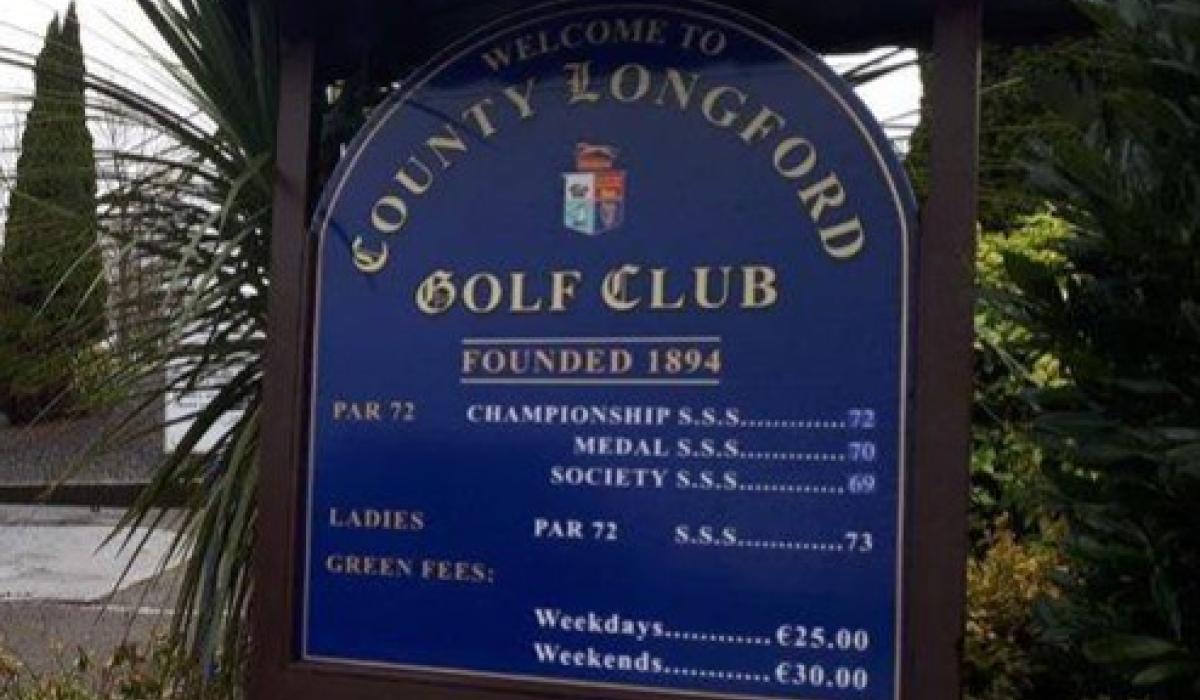 WELCOME TO
COUNTY LONGFORD
GOLF CLUB
FOUNDED 1894
PAR 72 CHAMPIONSHIP S.S.S.............72
MEDAL S.S.S.............70
SOCIETY S.S.S.............69
LADIES PAR 72 S.S.S.............73
GREEN FEES:
Weekdays............€25.00
Weekends............€30.00